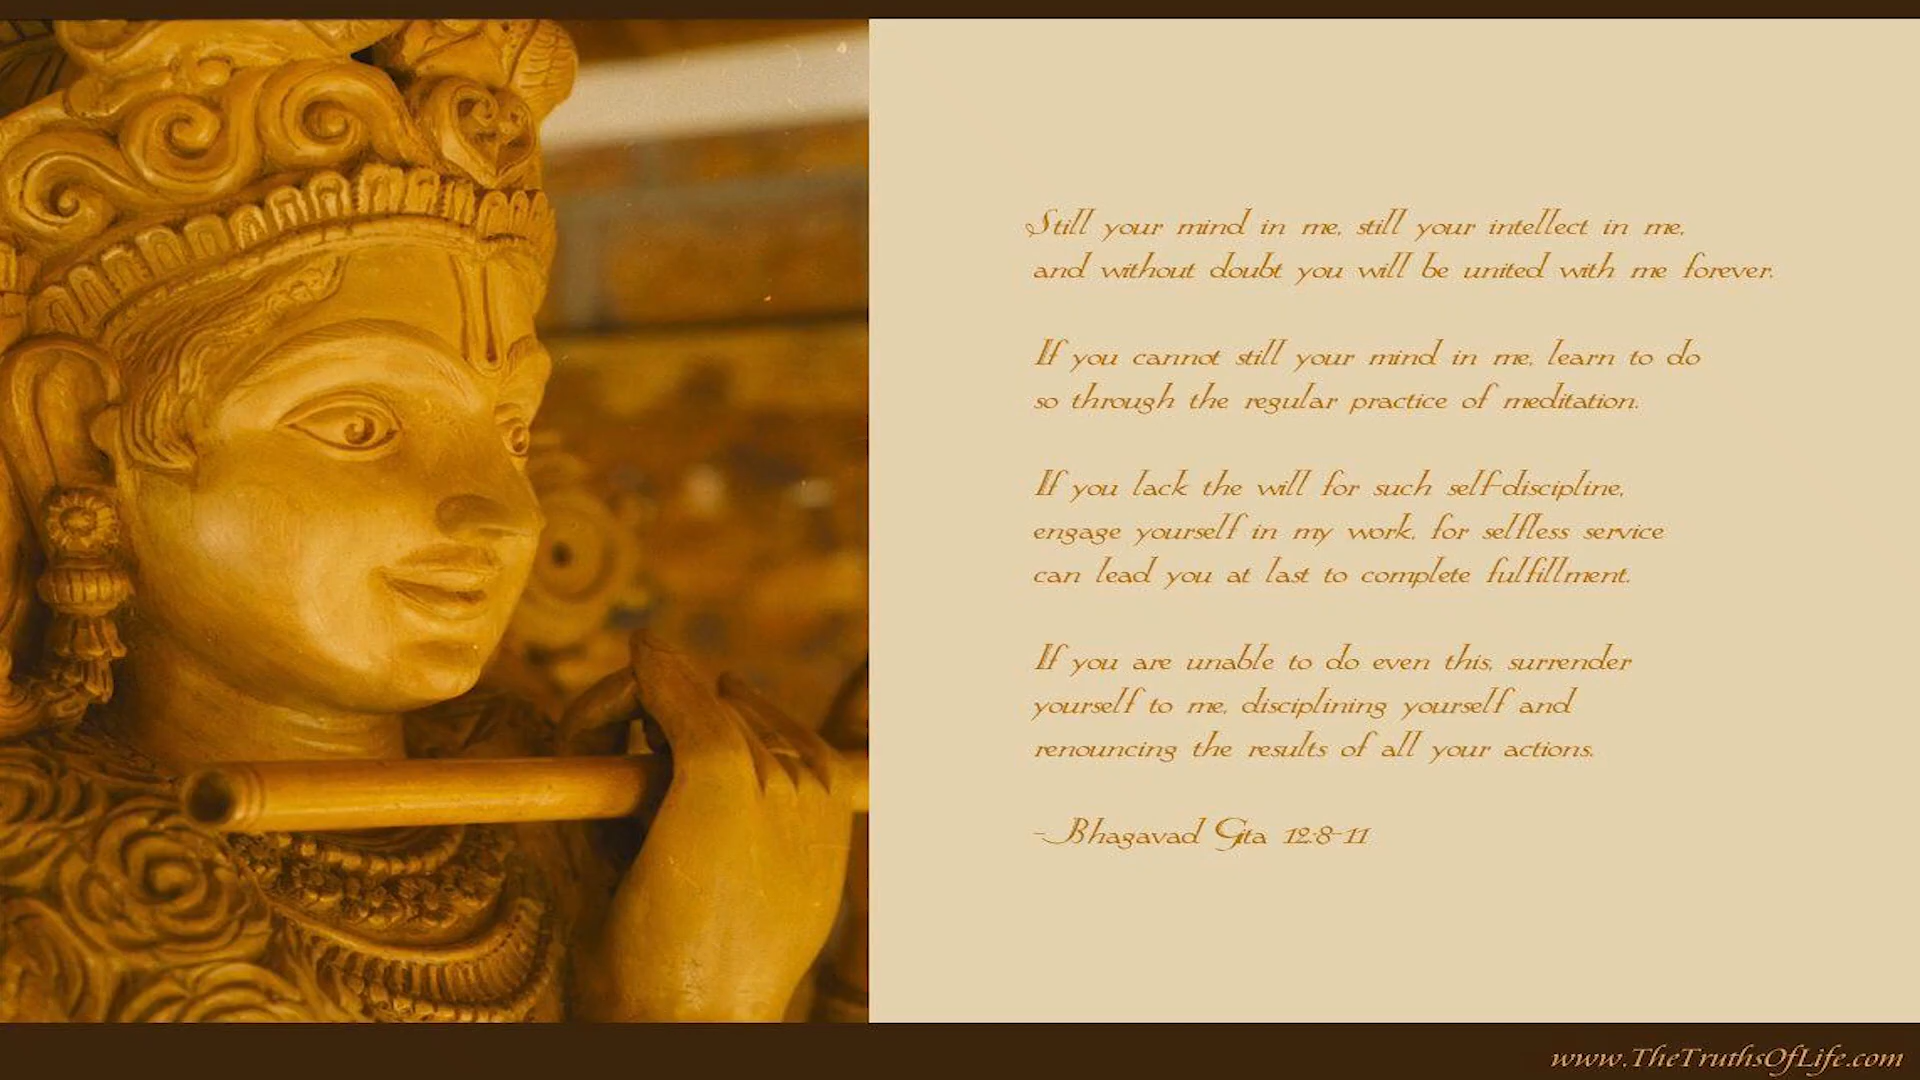 Still your mind in me, still your intellect in me,
and without doubt you will be united with me forever.
If you cannot still your mind in me, learn to do
so through the regular practice of meditation.
If you lack the will for such self-discipline,
engage yourself in my work, for selfless service
can lead you at last to complete fulfillment.
If you are unable to do even this, surrender
yourself to me, disciplining yourself and
renouncing the results of all your actions.
-Bhagavad Gita 12:8-11
www.TheTruthsOfLife.com